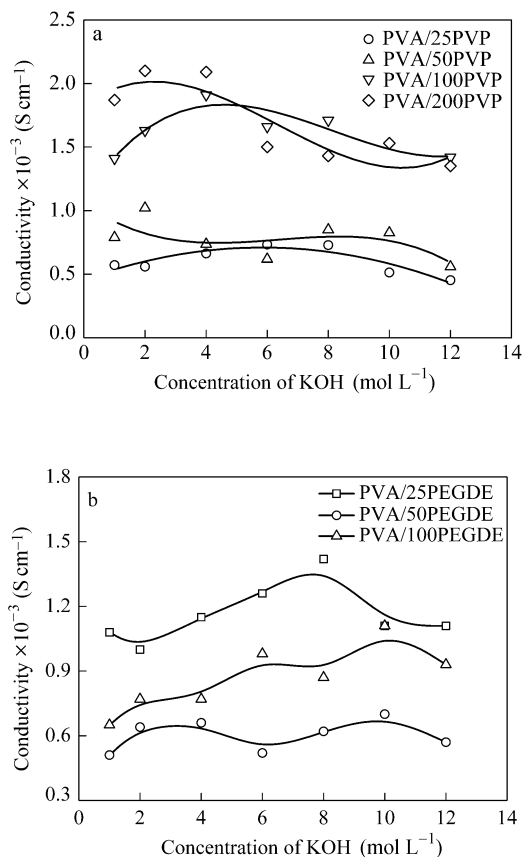 a
PVA/25PVP
PVA/50PVP
PVA/100PVP
PVA/200PVP
2.5
2.0
1.5
1.0
0.5
0.0
Conductivity ×10⁻³ (S cm⁻¹)
0 2 4 6 8 10 12 14
Concentration of KOH (mol L⁻¹)
b
PVA/25PEGDE
PVA/50PEGDE
PVA/100PEGDE
1.8
1.5
1.2
0.9
0.6
0.3
Conductivity ×10⁻³ (S cm⁻¹)
0 2 4 6 8 10 12 14
Concentration of KOH (mol L⁻¹)